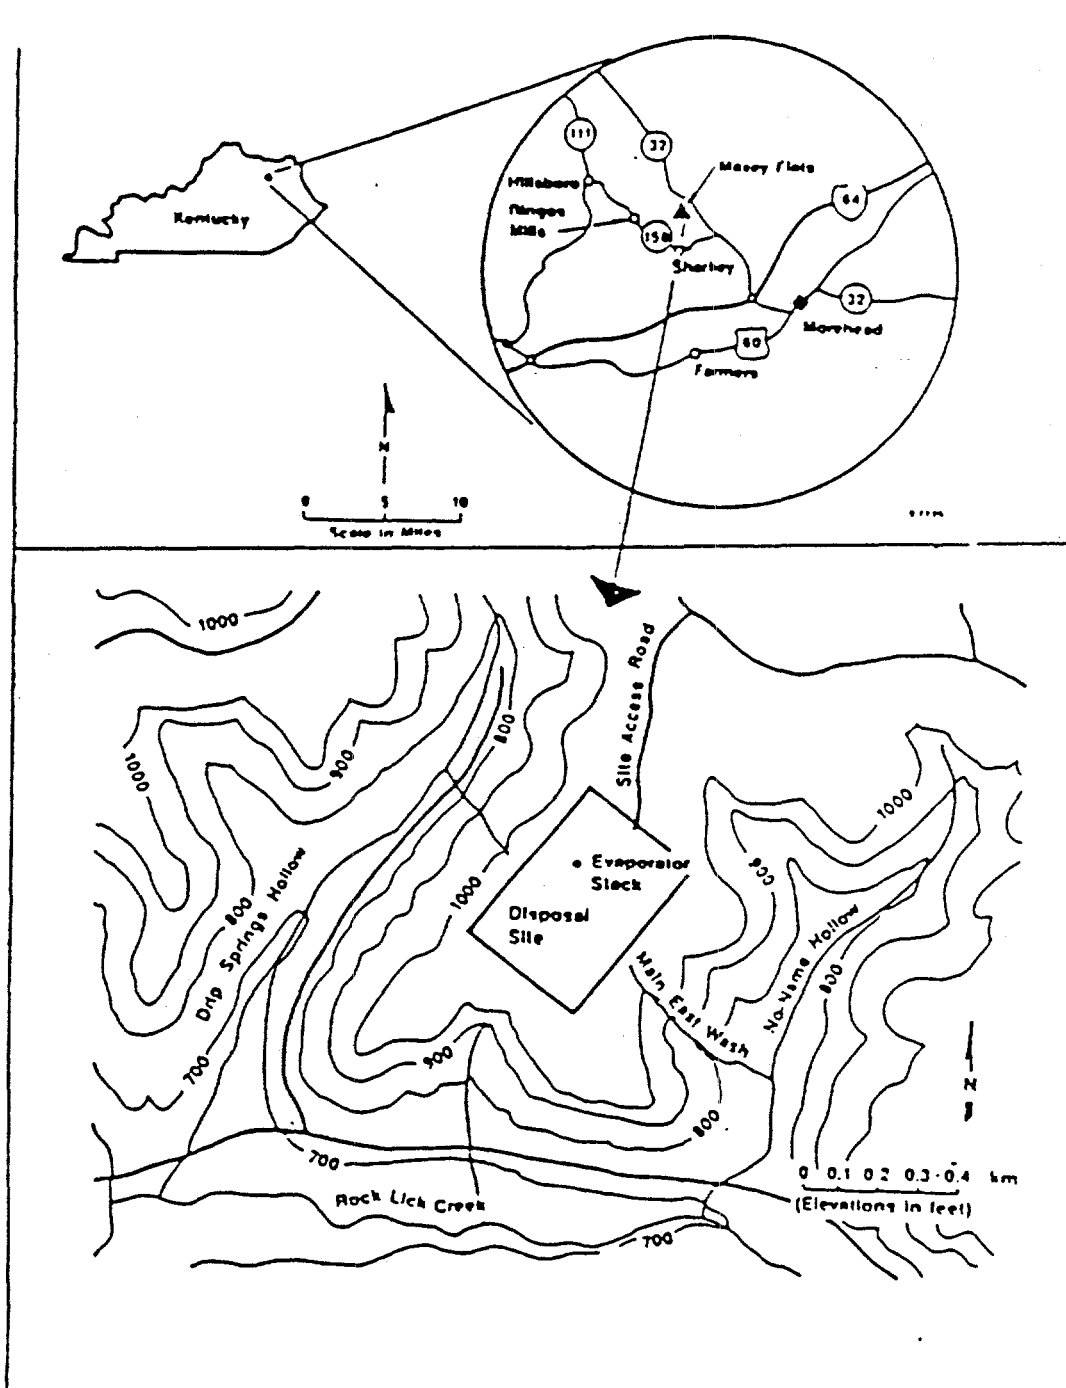 111
32
Maxey Flats
64
Hillsboro
Ringos
Mills
158
Sharkey
32
Kentucky
Morehead
60
Farmers
N
0 5 10
Scale in Miles
1000
Site Access Road
800
900
1000
1000
Evaporator
Stack
900
1000
Disposal
Site
Drip Springs Hollow
800
No-Name Hollow
800
Main East Wash
700
900
N
800
700
0 0.1 0.2 0.3 0.4 km
(Elevations in feet)
Rock Lick Creek
700